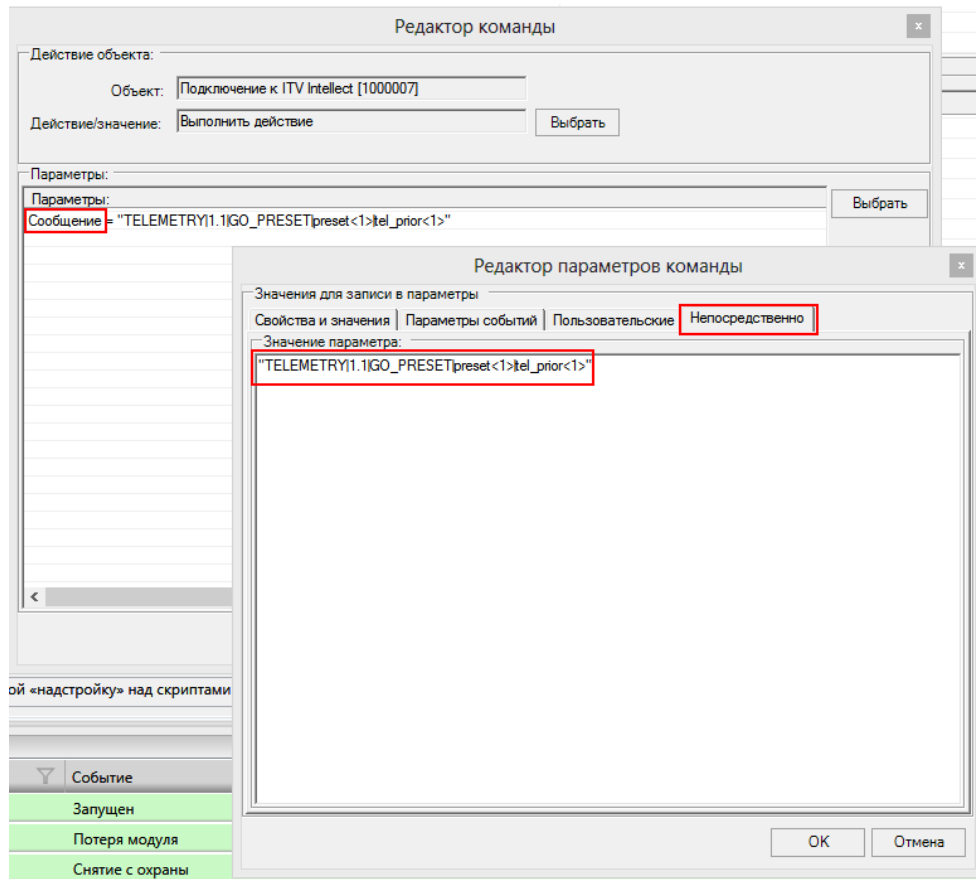 Редактор команды
x
Действие объекта:
Объект: Подключение к ITV Intellect [1000007]
Действие/значение: Выполнить действие Выбрать
Параметры:
Параметры: Выбрать
Сообщение = "TELEMETRY|1.1|GO_PRESET|preset<1>|tel_prior<1>"
Редактор параметров команды
x
Значения для записи в параметры
Свойства и значения Параметры событий Пользовательские Непосредственно
Значение параметра:
"TELEMETRY|1.1|GO_PRESET|preset<1>|tel_prior<1>"
ой «надстройку» над скриптами
Событие
Запущен
Потеря модуля
Снятие с охраны
OK Отмена